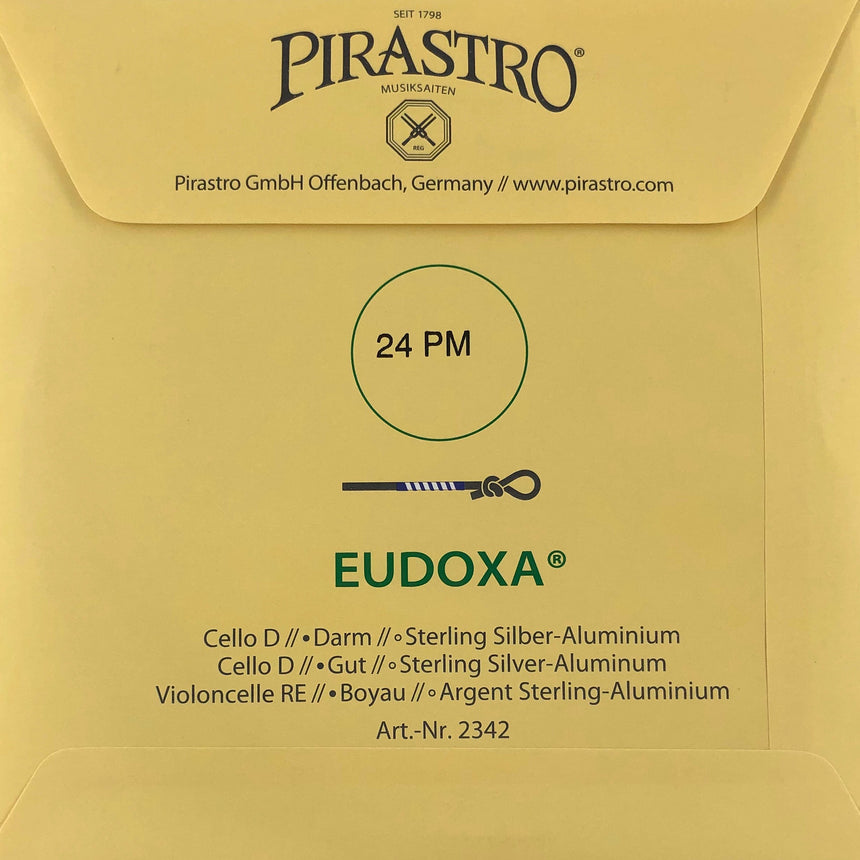 SEIT 1798
PIRASTRO®
MUSIKSAITEN
REG
Pirastro GmbH Offenbach, Germany // www.pirastro.com
24 PM
EUDOXA®
Cello D //•Darm //∘Sterling Silber-Aluminium
Cello D //•Gut //∘Sterling Silver-Aluminum
Violoncelle RE //•Boyau //∘Argent Sterling-Aluminium
Art.-Nr. 2342